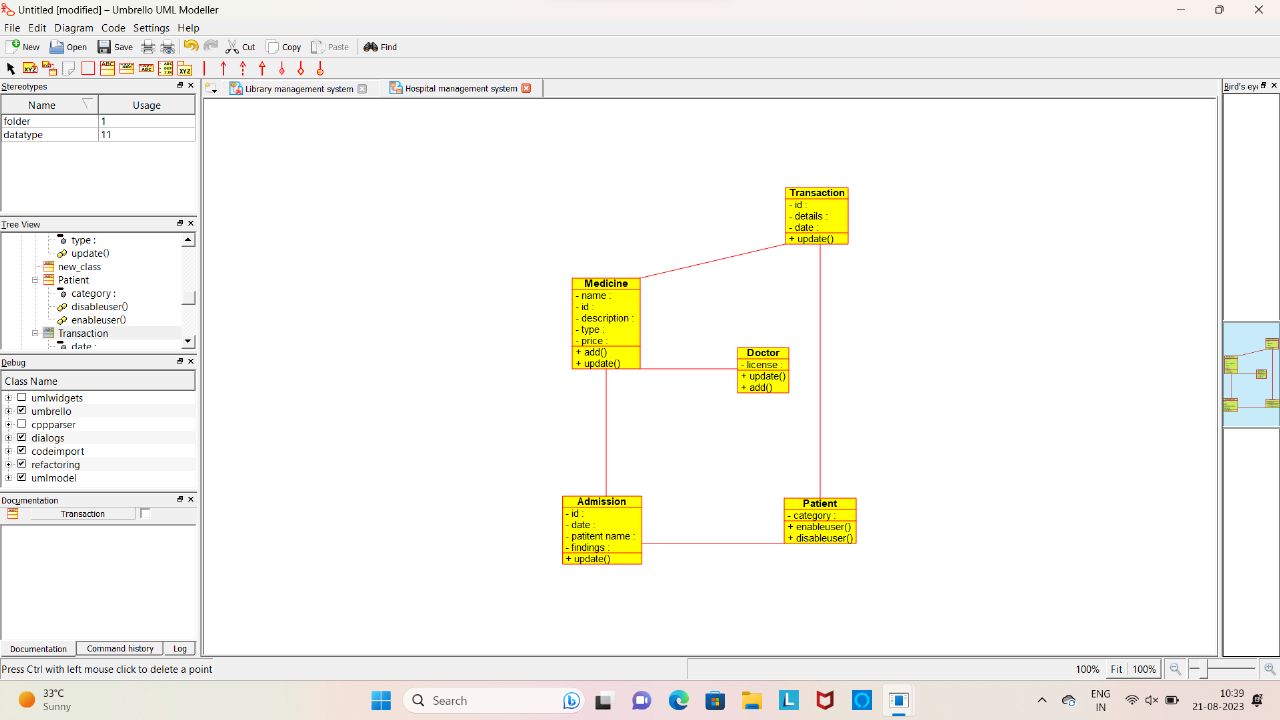 Untitled [modified] – Umbrello UML Modeller
File Edit Diagram Code Settings Help
New Open Save Cut Copy Paste Find
Stereotypes
Name Usage
folder 1
datatype 11
Tree View
type :
update()
new_class
Patient
category :
disableuser()
enableuser()
Transaction
date :
Debug
Class Name
umlwidgets
umbrello
cppparser
dialogs
codeimport
refactoring
umlmodel
Documentation
Transaction
Documentation Command history Log
Press Ctrl with left mouse click to delete a point
Library management system Hospital management system
Transaction
- id :
- details :
- date :
+ update()
Medicine
- name :
- id :
- description :
- type :
- price :
+ add()
+ update()
Doctor
- license :
+ update()
+ add()
Admission
- id :
- date :
- patitent name :
- findings :
+ update()
Patient
- category :
+ enableuser()
+ disableuser()
Bird's eye
100% Fit 100%
33°C
Sunny
Search
ENG
IN
10:39
21-08-2023